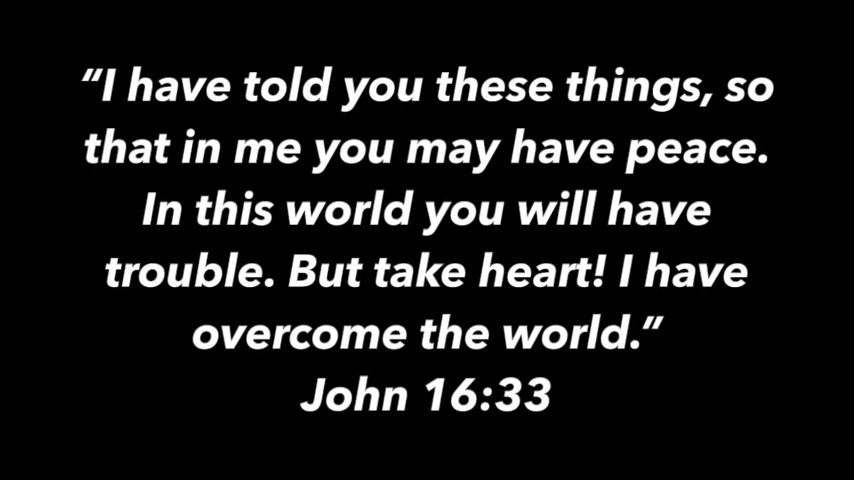 “I have told you these things, so
that in me you may have peace.
In this world you will have
trouble. But take heart! I have
overcome the world.”
John 16:33